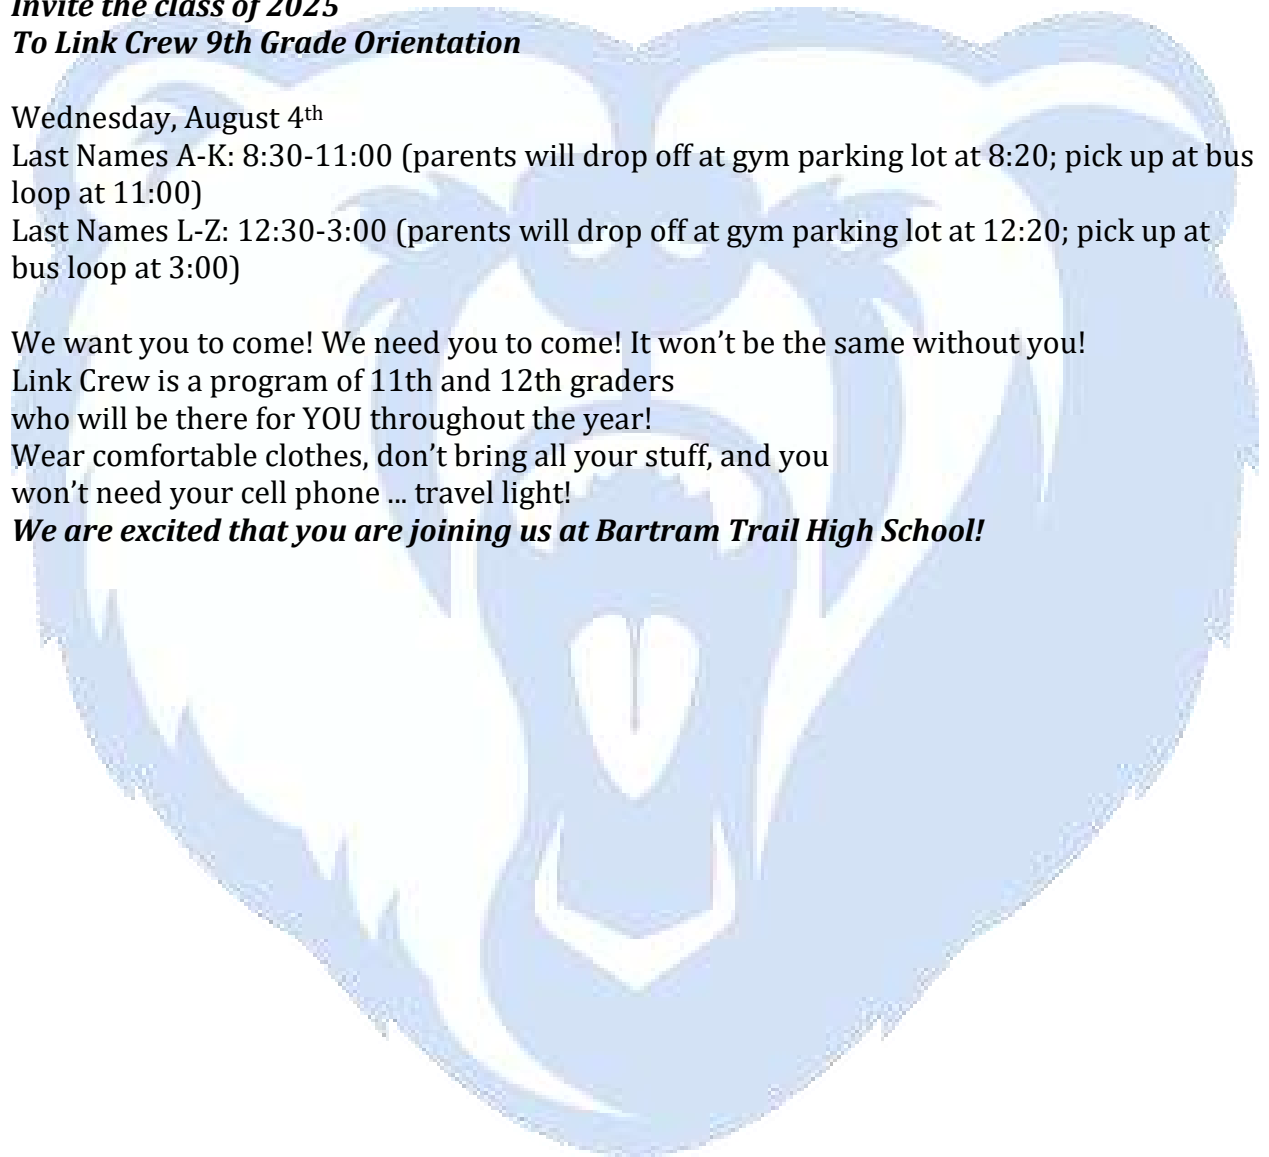 Invite the class of 2025
To Link Crew 9th Grade Orientation
Wednesday, August 4th
Last Names A-K: 8:30-11:00 (parents will drop off at gym parking lot at 8:20; pick up at bus
loop at 11:00)
Last Names L-Z: 12:30-3:00 (parents will drop off at gym parking lot at 12:20; pick up at
bus loop at 3:00)
We want you to come! We need you to come! It won’t be the same without you!
Link Crew is a program of 11th and 12th graders
who will be there for YOU throughout the year!
Wear comfortable clothes, don’t bring all your stuff, and you
won’t need your cell phone ... travel light!
We are excited that you are joining us at Bartram Trail High School!